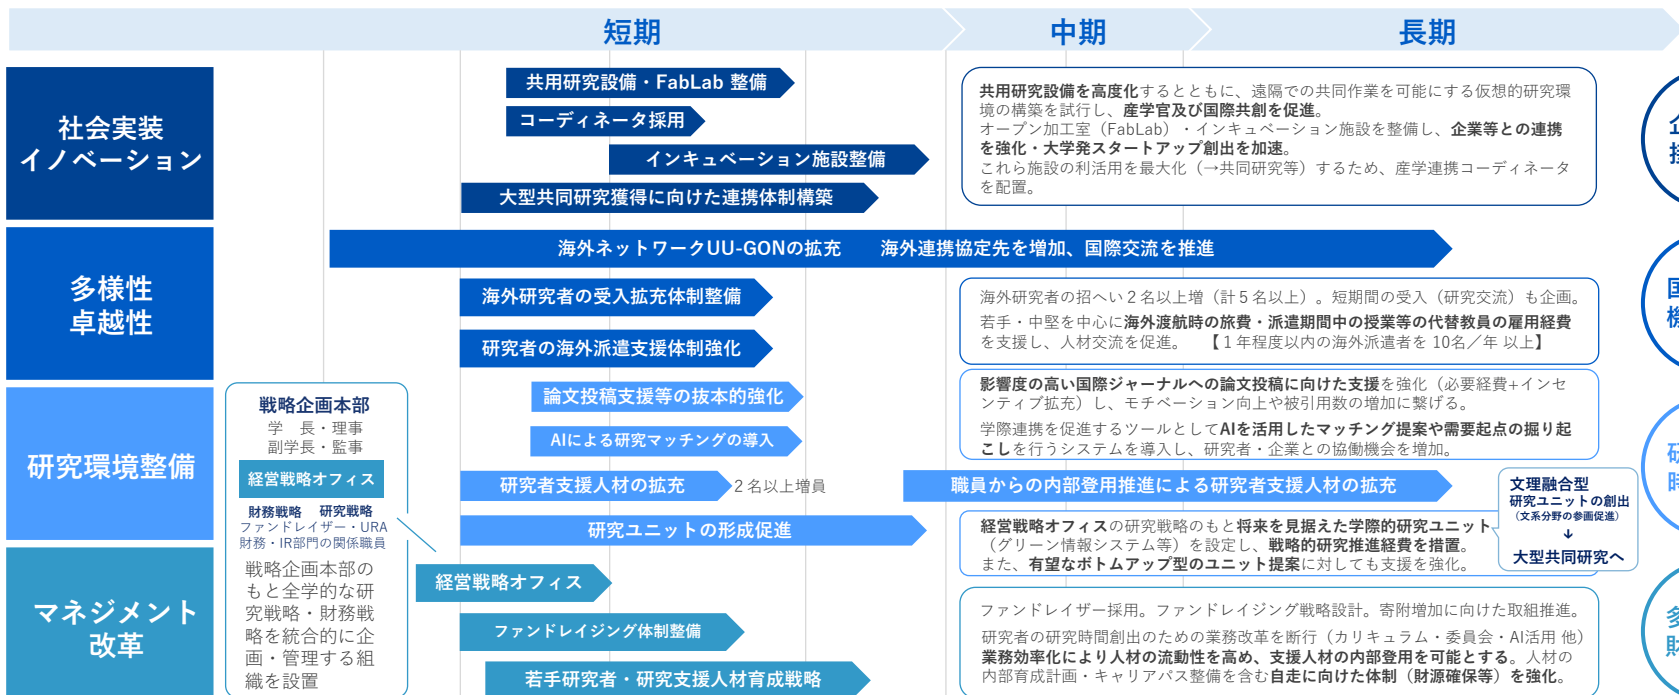 短期
中期
長期
社会実装
イノベーション
共用研究設備・FabLab 整備
コーディネータ採用
インキュベーション施設整備
大型共同研究獲得に向けた連携体制構築
共用研究設備を高度化するとともに、遠隔での共同作業を可能にする仮想的研究環
境の構築を試行し、産学官及び国際共創を促進。
オープン加工室（FabLab）・インキュベーション施設を整備し、企業等との連携
を強化・大学発スタートアップ創出を加速。
これら施設の利活用を最大化（→共同研究等）するため、産学連携コーディネータ
を配置。
多様性
卓越性
海外ネットワークUU-GONの拡充　　海外連携協定先を増加、国際交流を推進
海外研究者の受入拡充体制整備
研究者の海外派遣支援体制強化
海外研究者の招へい２名以上増（計５名以上）。短期間の受入（研究交流）も企画。
若手・中堅を中心に海外渡航時の旅費・派遣期間中の授業等の代替教員の雇用経費
を支援し、人材交流を促進。　【１年程度以内の海外派遣者を 10名／年 以上】
国
機
研究環境整備
論文投稿支援等の抜本的強化
AIによる研究マッチングの導入
研究者支援人材の拡充
２名以上増員
職員からの内部登用推進による研究者支援人材の拡充
研究ユニットの形成促進
影響度の高い国際ジャーナルへの論文投稿に向けた支援を強化（必要経費+インセ
ンティブ拡充）し、モチベーション向上や被引用数の増加に繋げる。
学際連携を促進するツールとしてAIを活用したマッチング提案や需要起点の掘り起
こしを行うシステムを導入し、研究者・企業との協働機会を増加。
経営戦略オフィスの研究戦略のもと将来を見据えた学際的研究ユニット
（グリーン情報システム等）を設定し、戦略的研究推進経費を措置。
また、有望なボトムアップ型のユニット提案に対しても支援を強化。
文理融合型
研究ユニットの創出
（文系分野の参画促進）
↓
大型共同研究へ
研
時
戦略企画本部
学　長・理事
副学長・監事
経営戦略オフィス
財務戦略　研究戦略
ファンドレイザー・URA
財務・IR部門の関係職員
戦略企画本部の
もと全学的な研
究戦略・財務戦
略を統合的に企
画・管理する組
織を設置
マネジメント
改革
経営戦略オフィス
ファンドレイジング体制整備
若手研究者・研究支援人材育成戦略
ファンドレイザー採用。ファンドレイジング戦略設計。寄附増加に向けた取組推進。
研究者の研究時間創出のための業務改革を断行（カリキュラム・委員会・AI活用 他）
業務効率化により人材の流動性を高め、支援人材の内部登用を可能とする。人材の
内部育成計画・キャリアパス整備を含む自走に向けた体制（財源確保等）を強化。
多
財